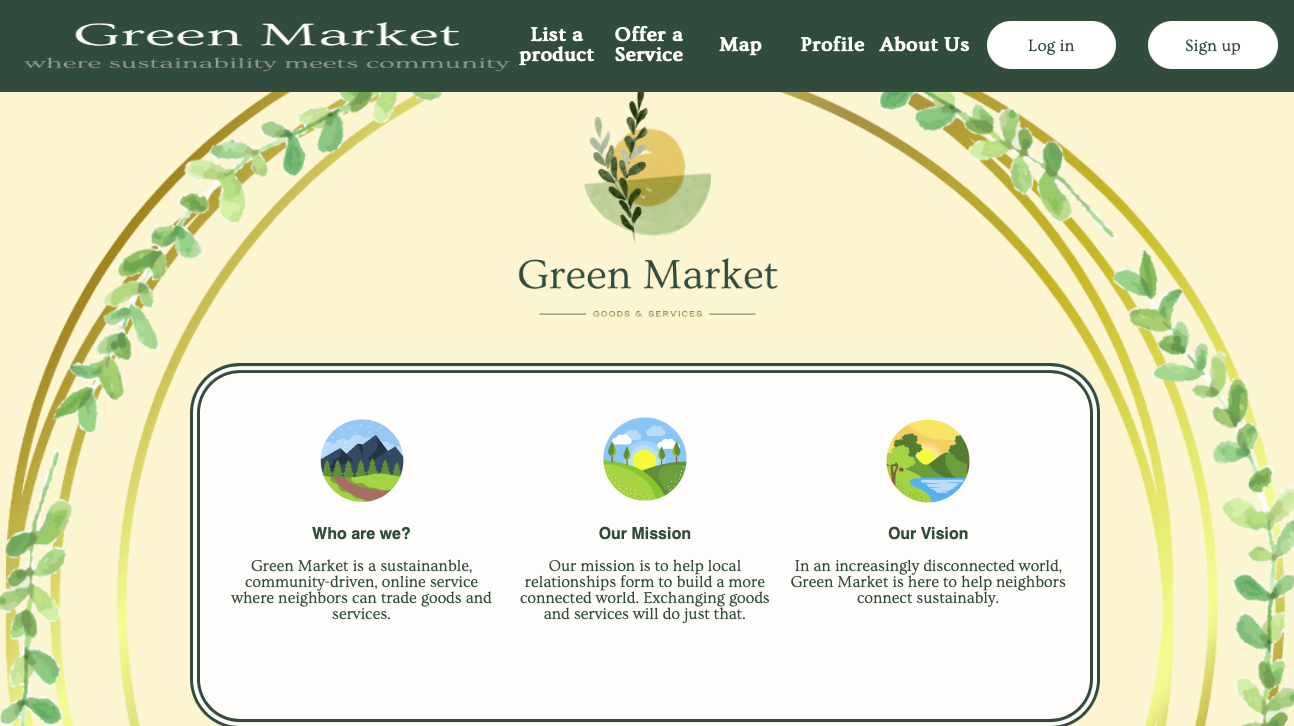 Green Market
where sustainability meets community
List a
product
Offer a
Service
Map
Profile
About Us
Log in
Sign up
Green Market
GOODS & SERVICES
Who are we?
Green Market is a sustainanble,
community-driven, online service
where neighbors can trade goods and
services.
Our Mission
Our mission is to help local
relationships form to build a more
connected world. Exchanging goods
and services will do just that.
Our Vision
In an increasingly disconnected world,
Green Market is here to help neighbors
connect sustainably.